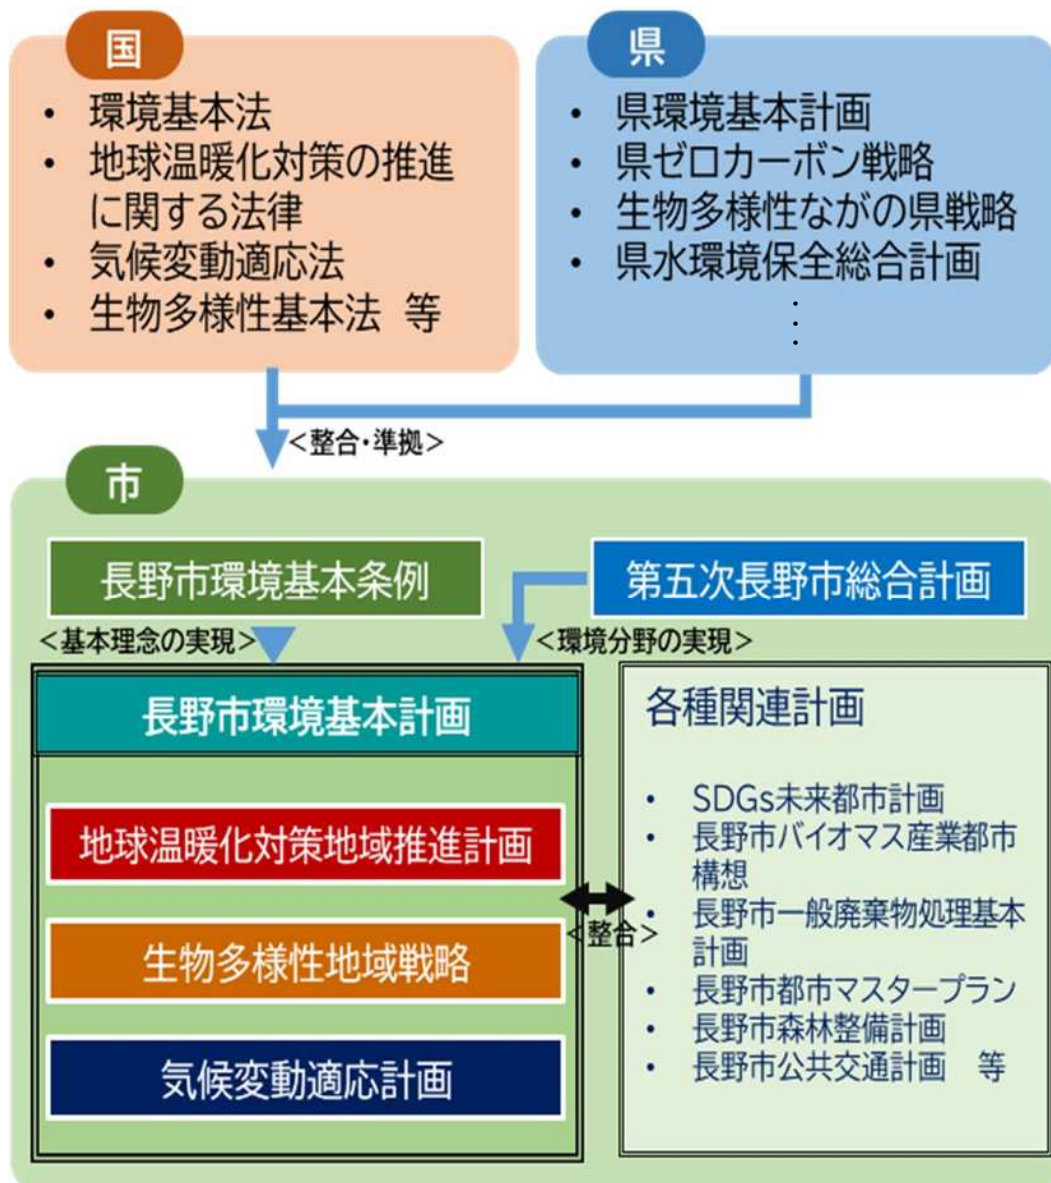 国
・ 環境基本法
・ 地球温暖化対策の推進
に関する法律
・ 気候変動適応法
・ 生物多様性基本法 等
県
・ 県環境基本計画
・ 県ゼロカーボン戦略
・ 生物多様性ながの県戦略
・ 県水環境保全総合計画
⋮
＜整合・準拠＞
市
長野市環境基本条例
第五次長野市総合計画
＜基本理念の実現＞
＜環境分野の実現＞
長野市環境基本計画
地球温暖化対策地域推進計画
生物多様性地域戦略
気候変動適応計画
＜整合＞
各種関連計画
・ SDGs未来都市計画
・ 長野市バイオマス産業都市
構想
・ 長野市一般廃棄物処理基本
計画
・ 長野市都市マスタープラン
・ 長野市森林整備計画
・ 長野市公共交通計画 等